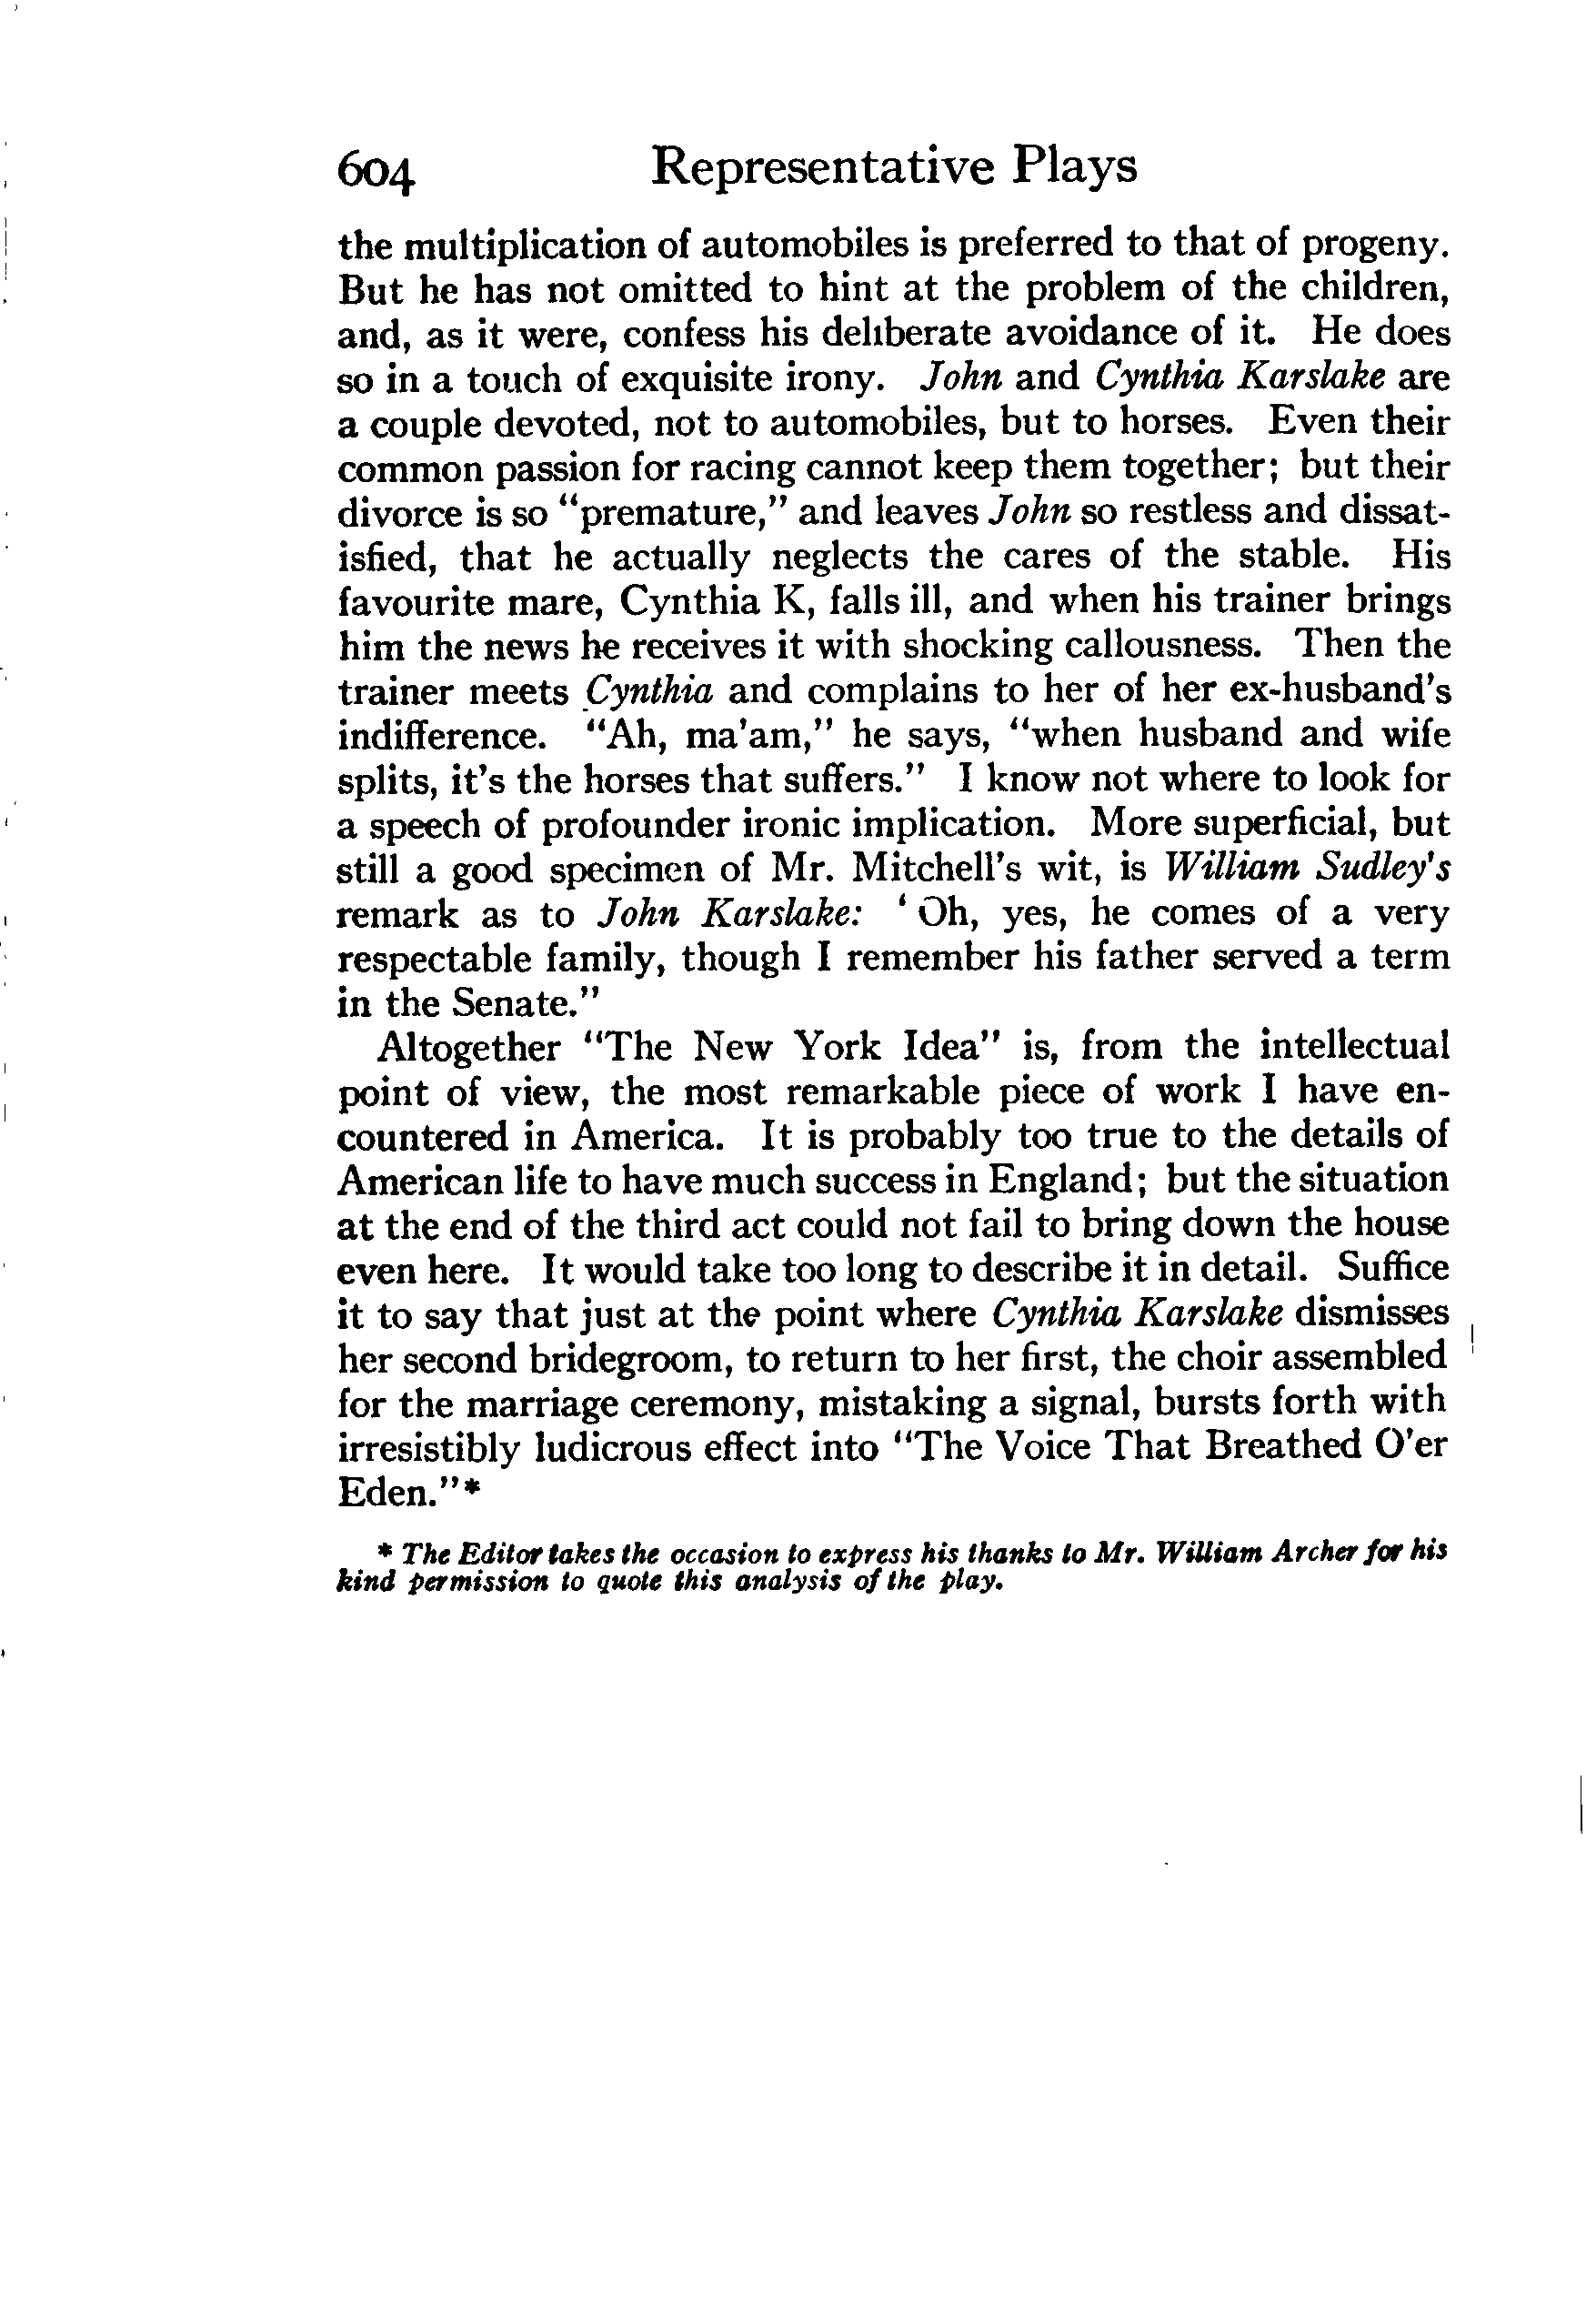 604 Representative Plays
the multiplication of automobiles is preferred to that of progeny.
But he has not omitted to hint at the problem of the children,
and, as it were, confess his deliberate avoidance of it. He does
so in a touch of exquisite irony. John and Cynthia Karslake are
a couple devoted, not to automobiles, but to horses. Even their
common passion for racing cannot keep them together; but their
divorce is so "premature," and leaves John so restless and dissat-
isfied, that he actually neglects the cares of the stable. His
favourite mare, Cynthia K, falls ill, and when his trainer brings
him the news he receives it with shocking callousness. Then the
trainer meets Cynthia and complains to her of her ex-husband's
indifference. "Ah, ma'am," he says, "when husband and wife
splits, it's the horses that suffers." I know not where to look for
a speech of profounder ironic implication. More superficial, but
still a good specimen of Mr. Mitchell's wit, is William Sudley's
remark as to John Karslake: ' Oh, yes, he comes of a very
respectable family, though I remember his father served a term
in the Senate."
Altogether "The New York Idea" is, from the intellectual
point of view, the most remarkable piece of work I have en-
countered in America. It is probably too true to the details of
American life to have much success in England; but the situation
at the end of the third act could not fail to bring down the house
even here. It would take too long to describe it in detail. Suffice
it to say that just at the point where Cynthia Karslake dismisses
her second bridegroom, to return to her first, the choir assembled
for the marriage ceremony, mistaking a signal, bursts forth with
irresistibly ludicrous effect into "The Voice That Breathed O'er
Eden."*
* The Editor takes the occasion to express his thanks to Mr. William Archer for his
kind permission to quote this analysis of the play.